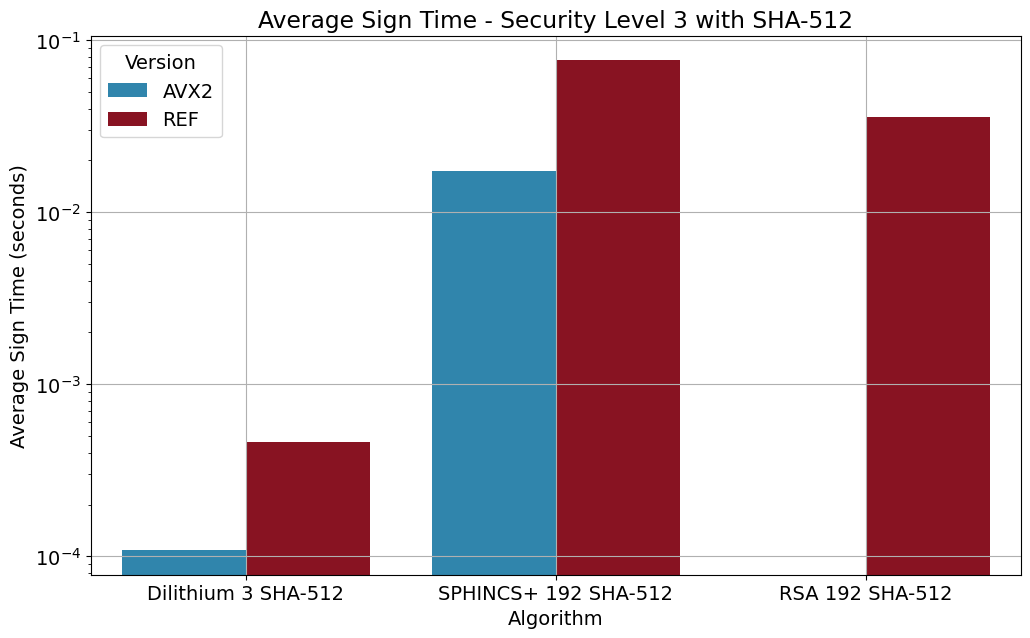 Average Sign Time - Security Level 3 with SHA-512
Version
AVX2
REF
Average Sign Time (seconds)
10⁻¹
10⁻²
10⁻³
10⁻⁴
Dilithium 3 SHA-512
SPHINCS+ 192 SHA-512
RSA 192 SHA-512
Algorithm